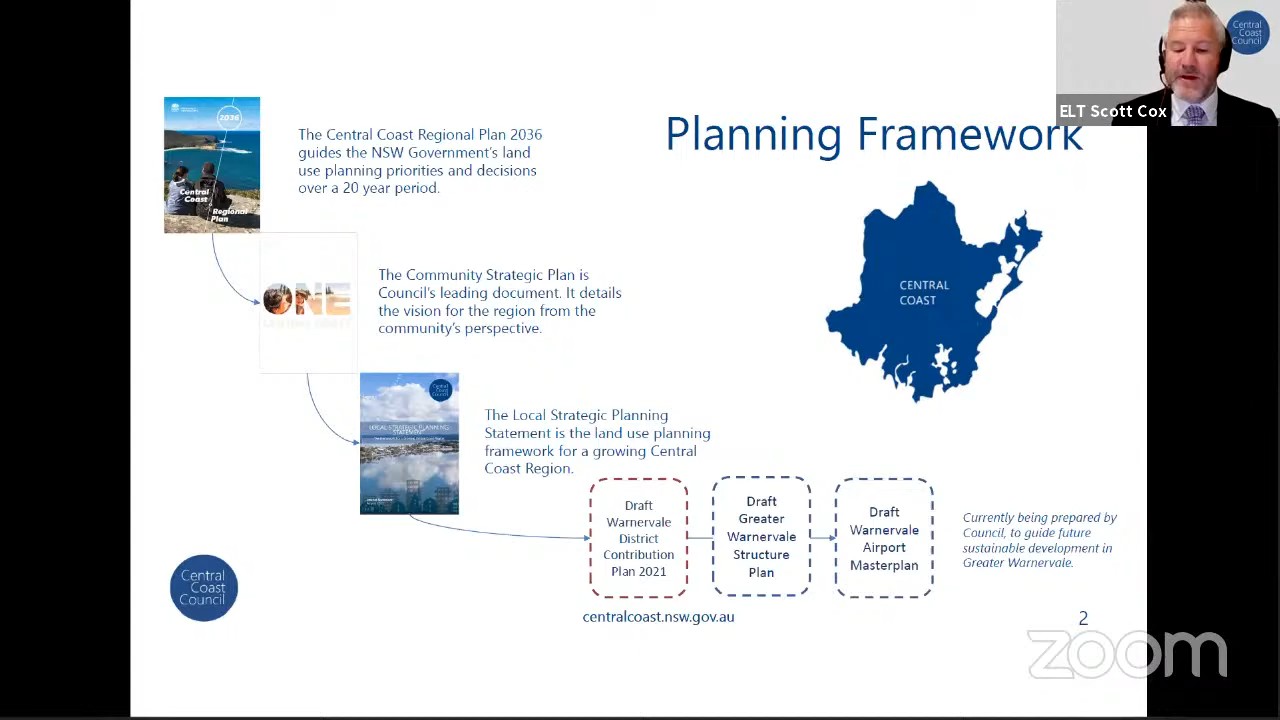 Planning Framework
2036
Central
Coast
Regional
Plan
The Central Coast Regional Plan 2036
guides the NSW Government's land
use planning priorities and decisions
over a 20 year period.
ONE
The Community Strategic Plan is
Council's leading document. It details
the vision for the region from the
community's perspective.
CENTRAL
COAST
LOCAL STRATEGIC PLANNING
STATEMENT
The Local Strategic Planning
Statement is the land use planning
framework for a growing Central
Coast Region.
Draft
Warnervale
District
Contribution
Plan 2021
Draft
Greater
Warnervale
Structure
Plan
Draft
Warnervale
Airport
Masterplan
Currently being prepared by
Council, to guide future
sustainable development in
Greater Warnervale.
Central
Coast
Council
centralcoast.nsw.gov.au
2
ELT Scott Cox
Central
Coast
Council
zoom